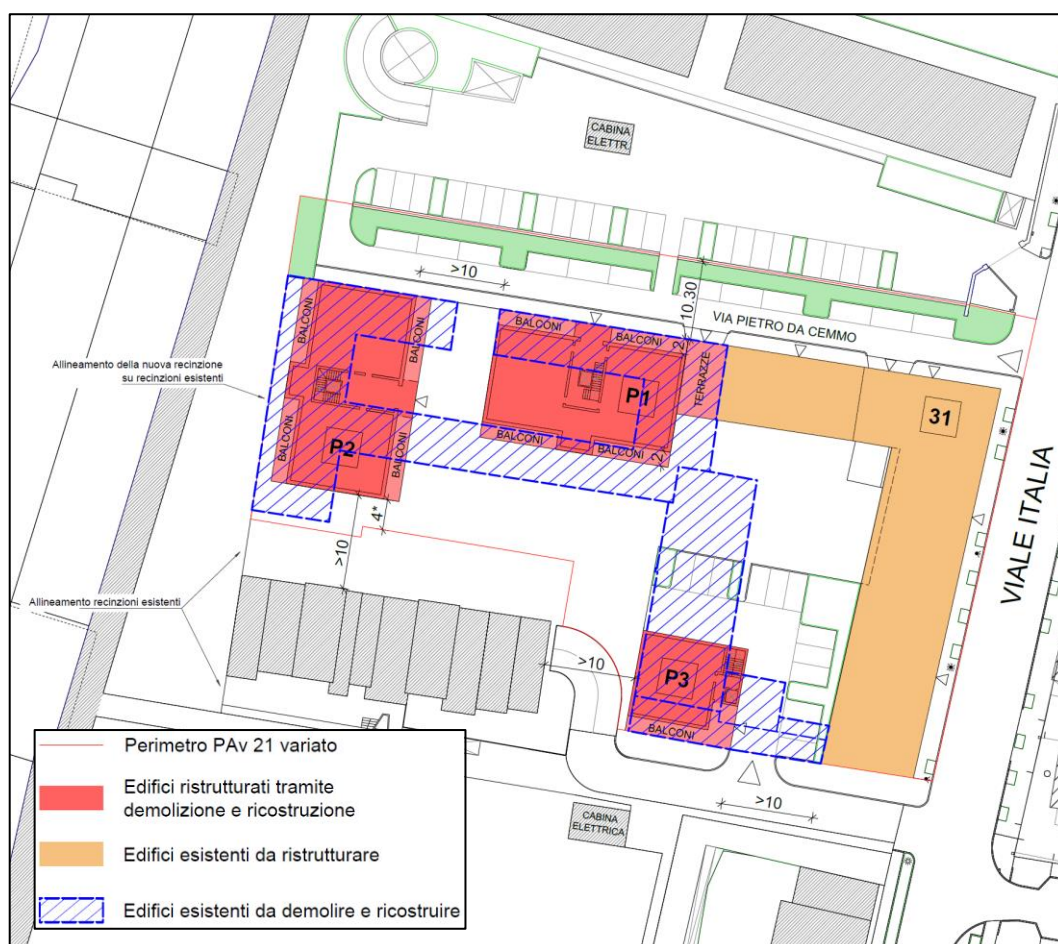 CABINA
ELETTR.
>10
10.30
VIA PIETRO DA CEMMO
BALCONI
BALCONI
BALCONI
BALCONI
2
TERRAZZE
Allineamento della nuova recinzione
su recinzioni esistenti
P1
31
P2
BALCONI
BALCONI
BALCONI
BALCONI
2
VIALE ITALIA
4*
>10
Allineamento recinzioni esistenti
>10
P3
BALCONI
>10
CABINA
ELETTRICA
Perimetro PAv 21 variato
Edifici ristrutturati tramite
demolizione e ricostruzione
Edifici esistenti da ristrutturare
Edifici esistenti da demolire e ricostruire